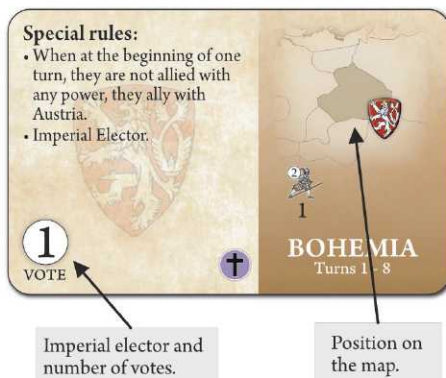 Special rules:
• When at the beginning of one
turn, they are not allied with
any power, they ally with
Austria.
• Imperial Elector.
1
VOTE
2
1
BOHEMIA
Turns 1 - 8
Imperial elector and
number of votes.
Position on
the map.